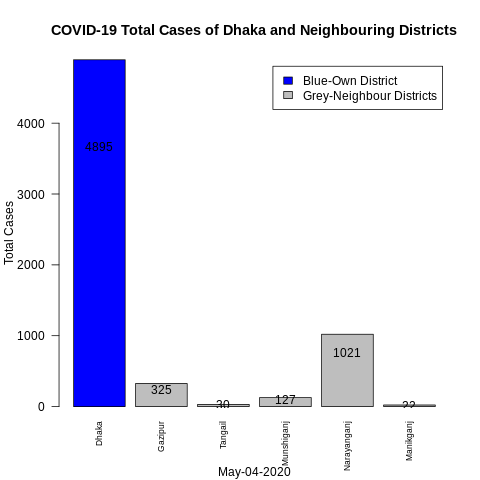 COVID-19 Total Cases of Dhaka and Neighbouring Districts
Blue-Own District
Grey-Neighbour Districts
Total Cases
4000
3000
2000
1000
0
4895
325
127
1021
Dhaka
Gazipur
Tangail
Munshiganj
Narayanganj
Manikganj
May-04-2020